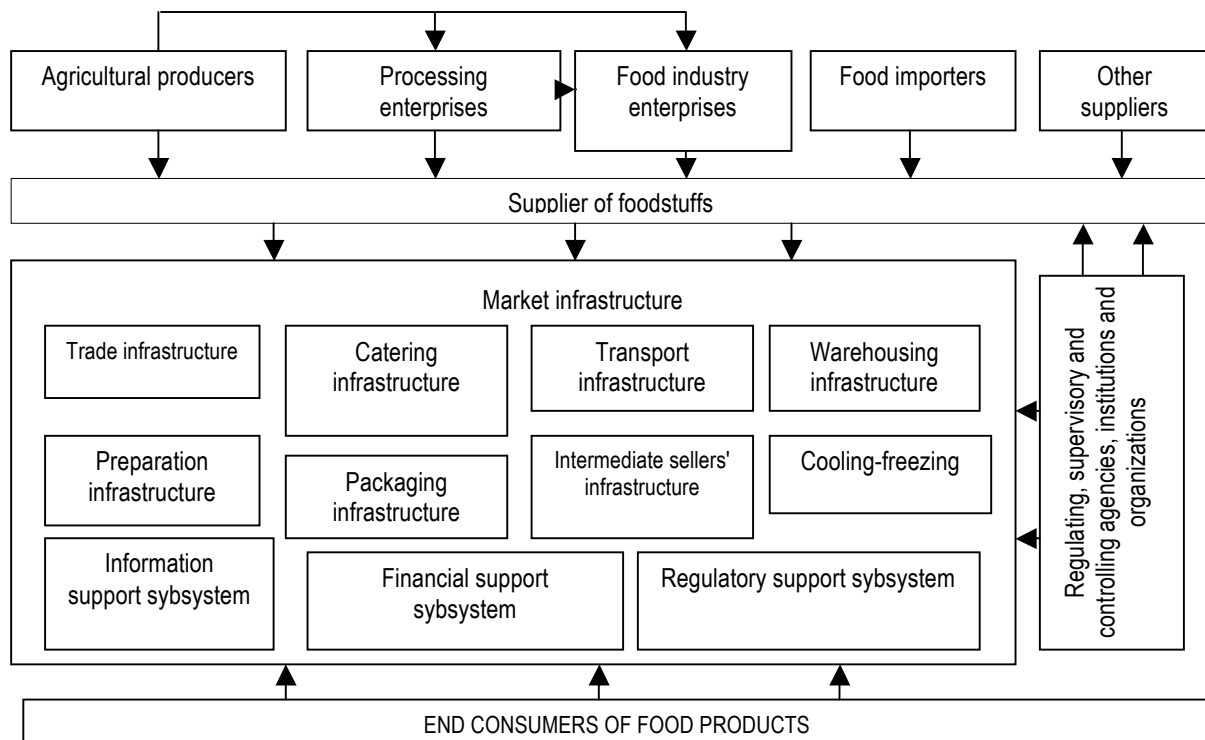 Agricultural producers
Processing
enterprises
Food industry
enterprises
Food importers
Other
suppliers
Supplier of foodstuffs
Market infrastructure
Trade infrastructure
Catering
infrastructure
Transport
infrastructure
Warehousing
infrastructure
Preparation
infrastructure
Packaging
infrastructure
Intermediate sellers'
infrastructure
Cooling-freezing
Information
support sybsystem
Financial support
sybsystem
Regulatory support sybsystem
Regulating, supervisory and
controlling agencies, institutions and
organizations
END CONSUMERS OF FOOD PRODUCTS